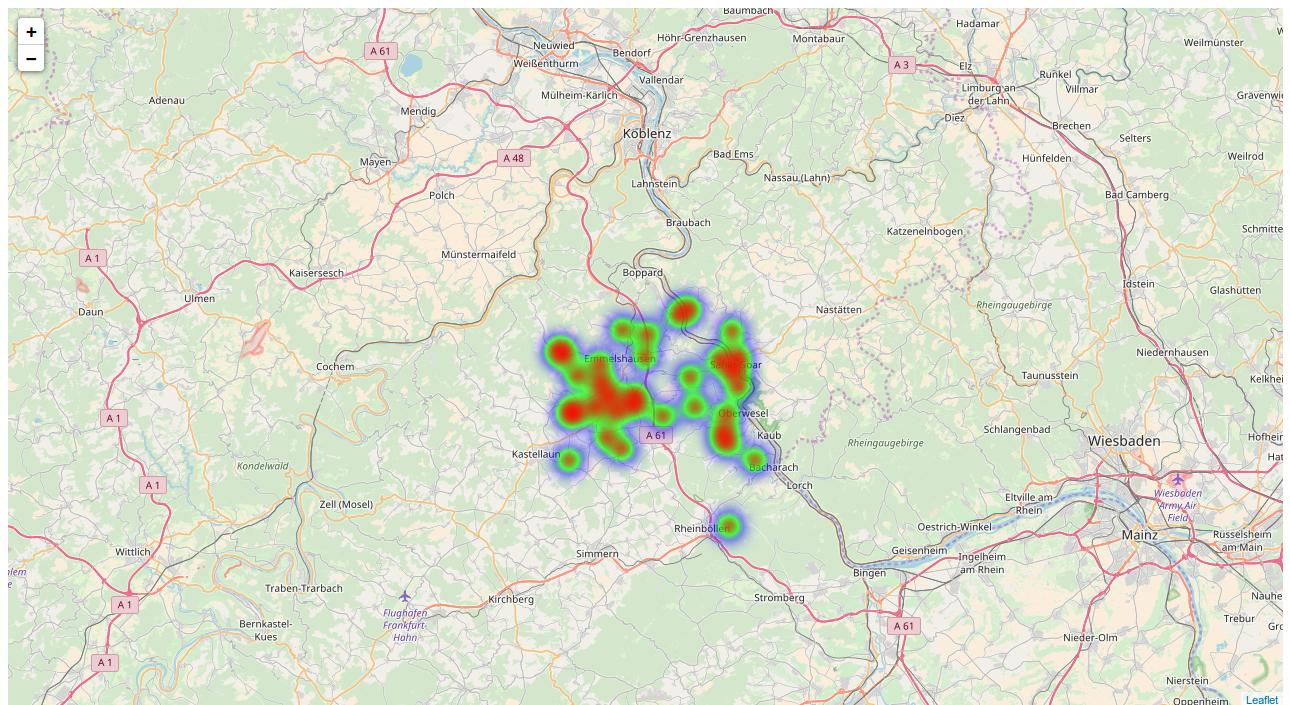 +
−
Baumbach
Hadamar
A 61
Neuwied
Bendorf
Höhr-Grenzhausen
Montabaur
Weilmünster
Weißenthurm
A 3
Elz
Runkel
Vallendar
Limburg an
der Lahn
Villmar
Adenau
Mendig
Mülheim-Kärlich
Grävenwie
Diez
Brechen
Koblenz
Selters
Mayen
A 48
Bad Ems
Hünfelden
Weilrod
Nassau (Lahn)
Polch
Lahnstein
Bad Camberg
Braubach
Katzenelnbogen
Schmitte
A 1
Münstermaifeld
Kaisersesch
Boppard
Idstein
Glashütten
Ulmen
Daun
Nastätten
Rheingaugebirge
Niedernhausen
Emmelshausen
Sankt Goar
Cochem
Taunusstein
Kelkhei
A 1
Oberwesel
Schlangenbad
A 61
Kaub
Rheingaugebirge
Wiesbaden
Hofhei
Kastellaun
Hat
Kondelwald
Bacharach
A 1
Lorch
Wiesbaden
Army Air
Field
Zell (Mosel)
Eltville am
Rhein
Rheinböllen
Oestrich-Winkel
Mainz
Rüsselsheim
am Main
Wittlich
Simmern
Geisenheim
Ingelheim
am Rhein
hlem
e
Bingen
Traben-Trarbach
Kirchberg
Stromberg
Nauhe
A 1
Flughafen
Frankfurt-
Hahn
Bernkastel-
Kues
A 61
Trebur
Gro
Nieder-Olm
A 1
Nierstein
Oppenheim
Leaflet